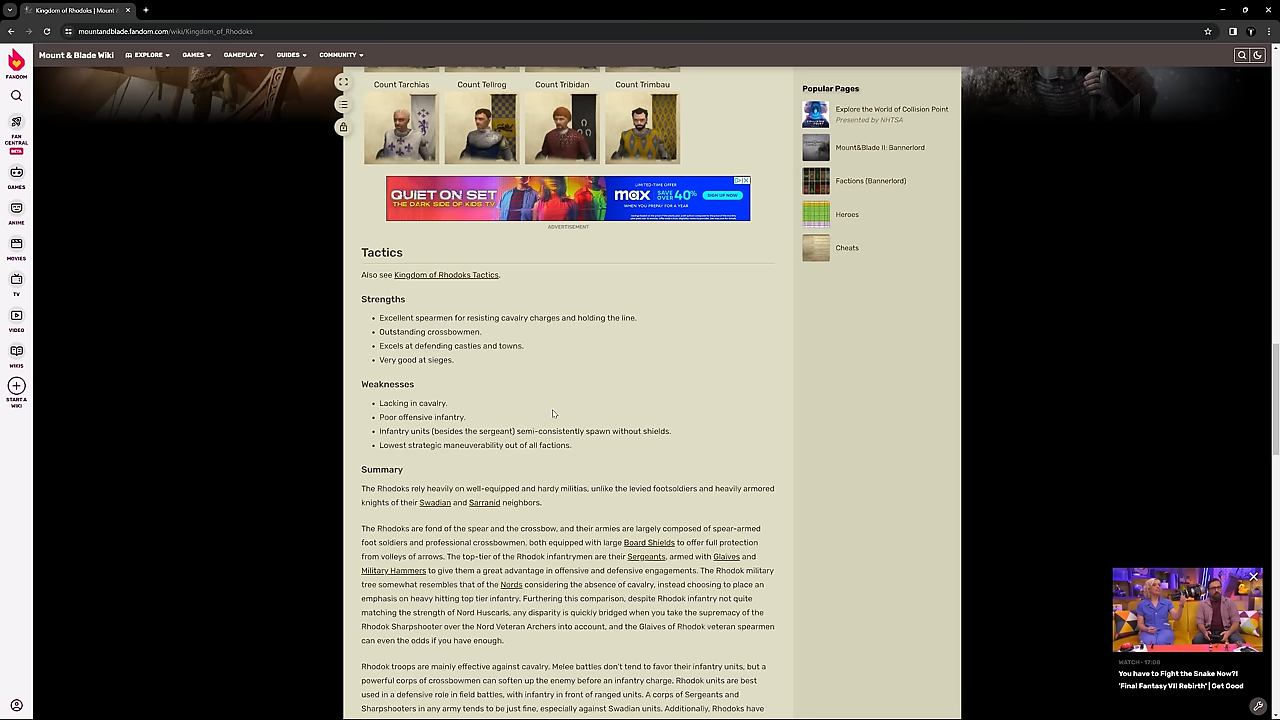 Kingdom of Rhodoks | Mount &
mountandblade.fandom.com/wiki/Kingdom_of_Rhodoks
Mount & Blade Wiki
EXPLORE
GAMES
GAMEPLAY
GUIDES
COMMUNITY
FANDOM
FAN
CENTRAL
BETA
GAMES
ANIME
MOVIES
TV
VIDEO
WIKIS
START A
WIKI
Count Tarchias
Count Tellrog
Count Tribidan
Count Trimbau
QUIET ON SET
THE DARK SIDE OF KIDS TV
max
LIMITED-TIME OFFER
SAVE OVER 40%
WHEN YOU PREPAY FOR A YEAR
SIGN UP NOW
ADVERTISEMENT
Tactics
Also see Kingdom of Rhodoks Tactics.
Strengths
• Excellent spearmen for resisting cavalry charges and holding the line.
• Outstanding crossbowmen.
• Excels at defending castles and towns.
• Very good at sieges.
Weaknesses
• Lacking in cavalry.
• Poor offensive infantry.
• Infantry units (besides the sergeant) semi-consistently spawn without shields.
• Lowest strategic maneuverability out of all factions.
Summary
The Rhodoks rely heavily on well-equipped and hardy militias, unlike the levied footsoldiers and heavily armored
knights of their Swadian and Sarranid neighbors.
The Rhodoks are fond of the spear and the crossbow, and their armies are largely composed of spear-armed
foot soldiers and professional crossbowmen, both equipped with large Board Shields to offer full protection
from volleys of arrows. The top-tier of the Rhodok infantrymen are their Sergeants, armed with Glaives and
Military Hammers to give them a great advantage in offensive and defensive engagements. The Rhodok military
tree somewhat resembles that of the Nords considering the absence of cavalry, instead choosing to place an
emphasis on heavy hitting top tier infantry. Furthering this comparison, despite Rhodok infantry not quite
matching the strength of Nord Huscarls, any disparity is quickly bridged when you take the supremacy of the
Rhodok Sharpshooter over the Nord Veteran Archers into account, and the Glaives of Rhodok veteran spearmen
can even the odds if you have enough.
Rhodok troops are mainly effective against cavalry. Melee battles don't tend to favor their infantry units, but a
powerful corps of crossbowmen can soften up the enemy before an infantry charge. Rhodok units are best
used in a defensive line in field battles, with infantry in front of ranged units. A corps of Sergeants and
Sharpshooters in any army tends to be just fine, especially against Swadian units. Additionally, Rhodoks have
Popular Pages
Explore the World of Collision Point
Presented by NHTSA
Mount&Blade II: Bannerlord
Factions (Bannerlord)
Heroes
Cheats
WATCH • 17:08
You have to Fight the Snake Now?!
'Final Fantasy VII Rebirth' | Get Good